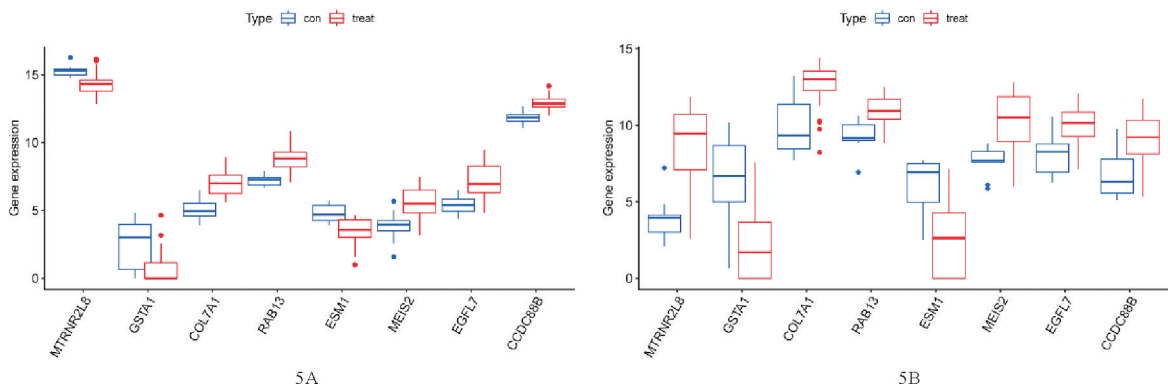 Type con treat
Gene expression
15
10
5
0
MTRNR2L8
GSTA1
COL7A1
RAB13
ESM1
MEIS2
EGFL7
CCDC88B
5A
Type con treat
Gene expression
15
10
5
0
MTRNR2L8
GSTA1
COL7A1
RAB13
ESM1
MEIS2
EGFL7
CCDC88B
5B